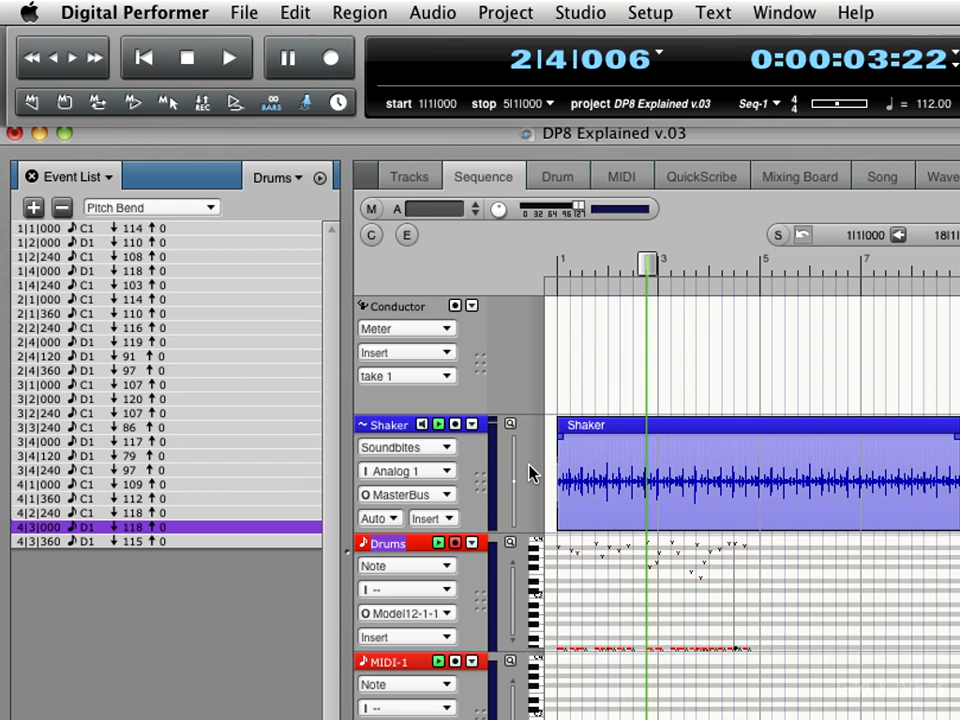 Digital Performer File Edit Region Audio Project Studio Setup Text Window Help
2|4|006 0:00:03:22
REC BARS start 1|1|000 stop 5|1|000 project DP8 Explained v.03 Seq-1 4/4 = 112.00
DP8 Explained v.03
Event List Drums Tracks Sequence Drum MIDI QuickScribe Mixing Board Song Wave
Pitch Bend M A 0 32 64 96 127
C E S 1|1|000 18|1|
1 3 5 7
1|1|000 C1 114 0
1|2|000 D1 110 0
1|2|240 C1 108 0
1|4|000 D1 118 0
1|4|240 C1 103 0
2|1|000 C1 114 0
2|1|360 C1 110 0
2|2|240 C1 116 0
2|4|000 D1 119 0
2|4|120 D1 91 0
2|4|360 D1 97 0
3|1|000 C1 107 0
3|2|000 D1 120 0
3|2|240 C1 107 0
3|3|240 C1 86 0
3|4|000 D1 117 0
3|4|120 D1 79 0
3|4|240 C1 97 0
4|1|000 C1 109 0
4|1|360 C1 112 0
4|2|240 C1 118 0
4|3|000 D1 118 0
4|3|360 D1 115 0
Conductor
Meter
Insert
take 1
Shaker Shaker
Soundbites
Analog 1
MasterBus
Auto Insert
Drums
Note
I --
O Model12-1-1
Insert
MIDI-1
Note
I --